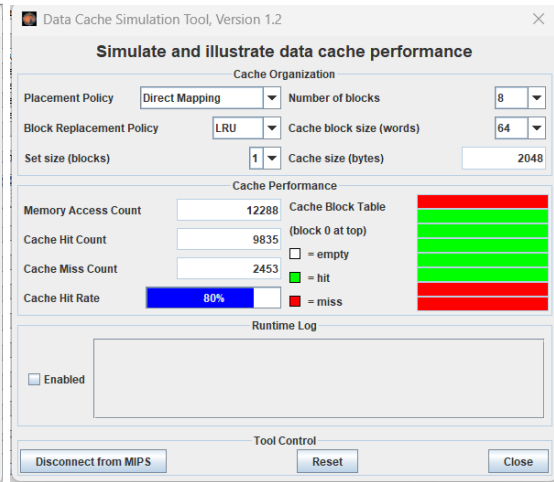 Data Cache Simulation Tool, Version 1.2
Simulate and illustrate data cache performance
Cache Organization
Placement Policy Direct Mapping Number of blocks 8
Block Replacement Policy LRU Cache block size (words) 64
Set size (blocks) 1 Cache size (bytes) 2048
Cache Performance
Memory Access Count 12288 Cache Block Table
(block 0 at top)
Cache Hit Count 9835
= empty
Cache Miss Count 2453
= hit
Cache Hit Rate 80% = miss
Runtime Log
Enabled
Tool Control
Disconnect from MIPS Reset Close